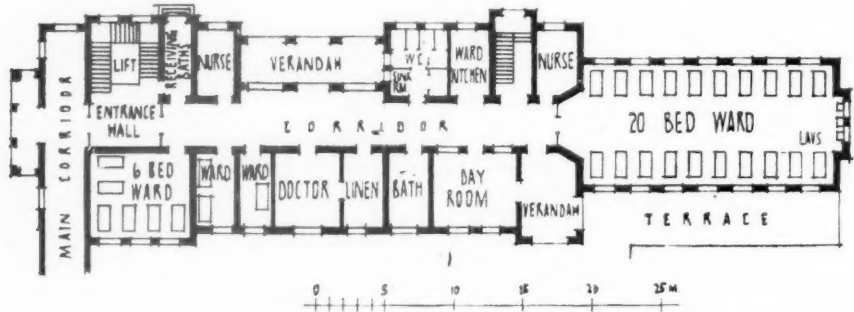 MAIN CORRIDOR
LIFT
RECEIVING
BATHS
NURSE
VERANDAH
W.C.
SINK
RM
WARD
KITCHEN
NURSE
ENTRANCE
HALL
CORRIDOR
20 BED WARD
LAVS.
6 BED
WARD
WARD
WARD
DOCTOR
LINEN
BATH
DAY
ROOM
VERANDAH
TERRACE
0 5 10 15 20 25 M.